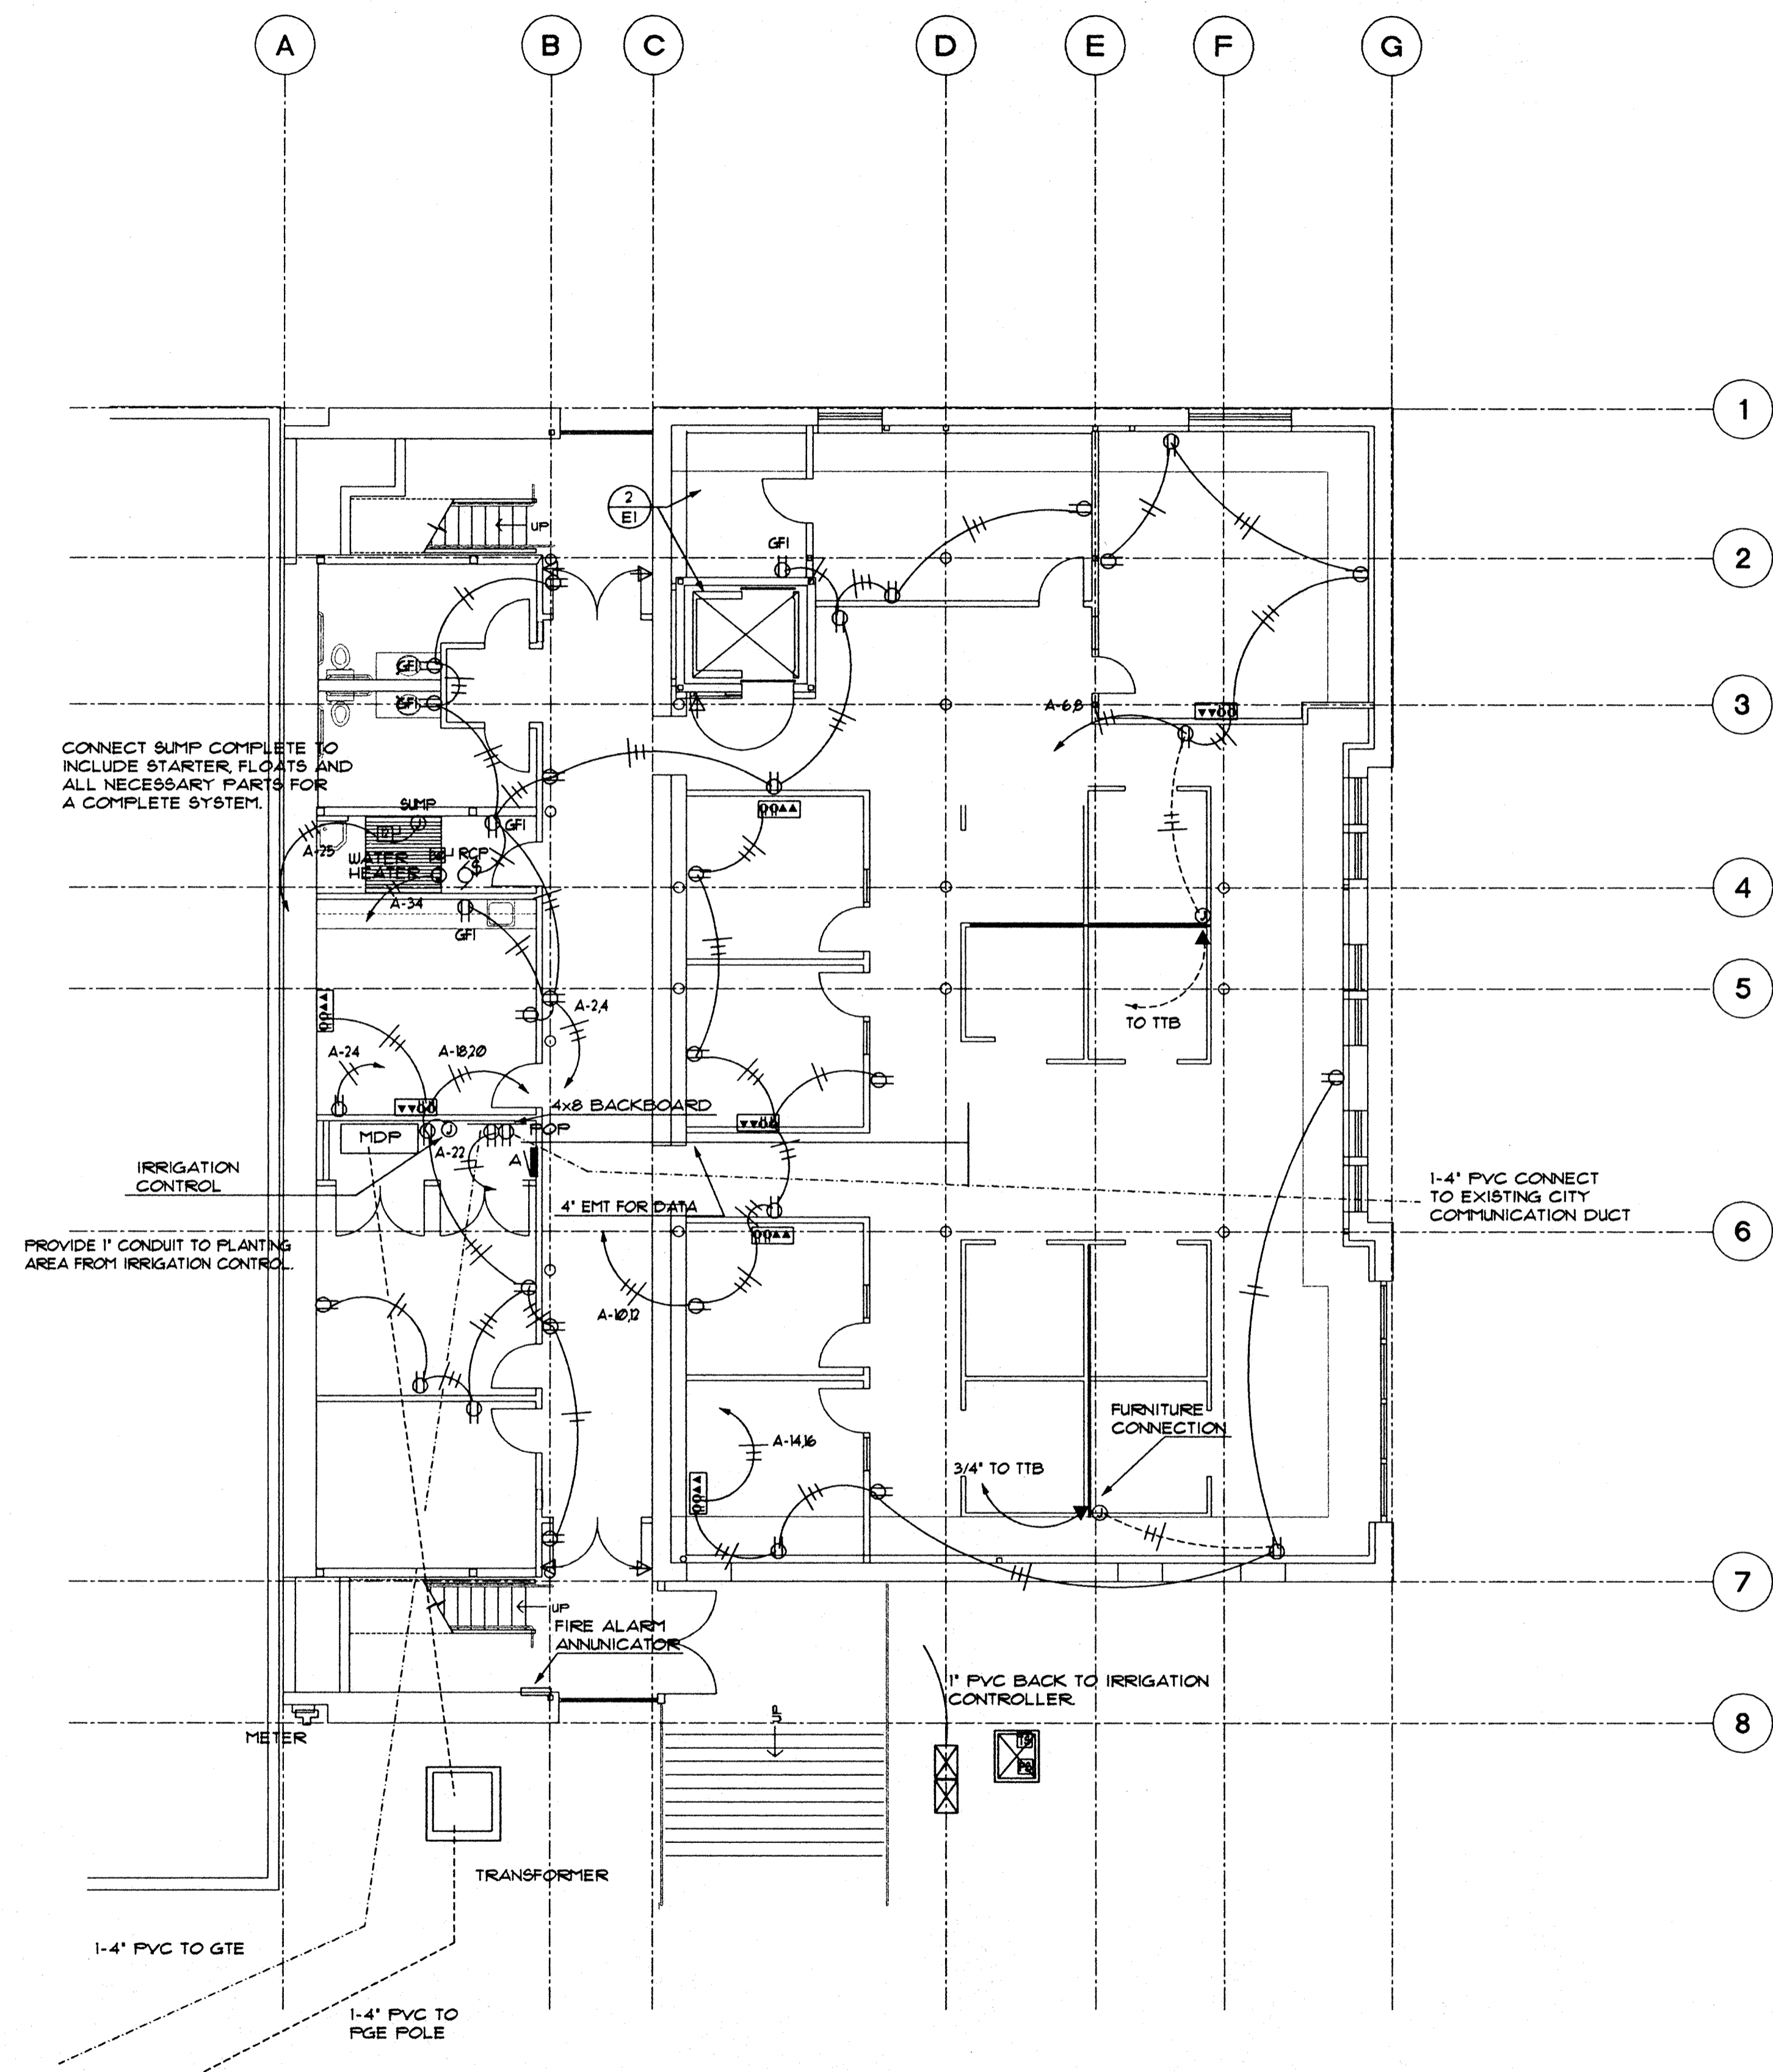 A
B
C
D
E
F
G
1
2
E1
UP
GFI
2
GFI
GFI
3
A-6,8
CONNECT SUMP COMPLETE TO
INCLUDE STARTER, FLOATS AND
ALL NECESSARY PARTS FOR
A COMPLETE SYSTEM.
SUMP
GFI
A-25
WATER
HEATER
RCP
$
A-34
4
GFI
J
5
A-2,4
TO TTB
A-24
A-18,20
4x8 BACKBOARD
MDP
J
POP
A-22
A
IRRIGATION
CONTROL
4" EMT FOR DATA
1-4" PVC CONNECT
TO EXISTING CITY
COMMUNICATION DUCT
6
PROVIDE 1" CONDUIT TO PLANTING
AREA FROM IRRIGATION CONTROL.
A-10,12
FURNITURE
CONNECTION
A-14,16
3/4" TO TTB
J
7
UP
FIRE ALARM
ANNUNICATOR
1" PVC BACK TO IRRIGATION
CONTROLLER.
UP
METER
8
TS
PB
TRANSFORMER
1-4" PVC TO GTE
1-4" PVC TO
PGE POLE